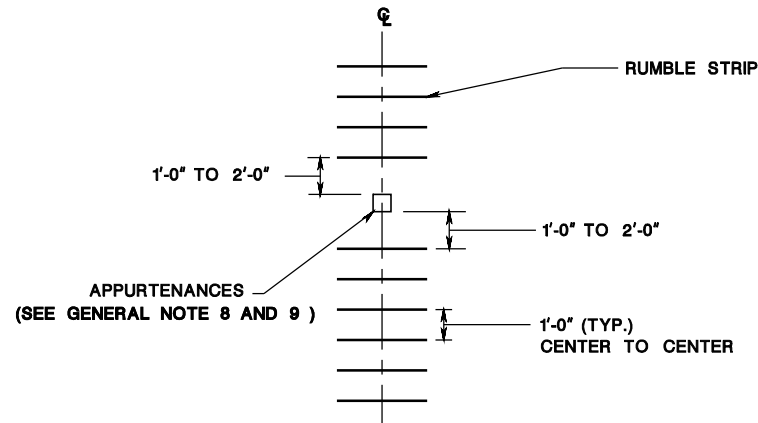 ℄
RUMBLE STRIP
1'-0" TO 2'-0"
1'-0" TO 2'-0"
APPURTENANCES
(SEE GENERAL NOTE 8 AND 9 )
1'-0" (TYP.)
CENTER TO CENTER